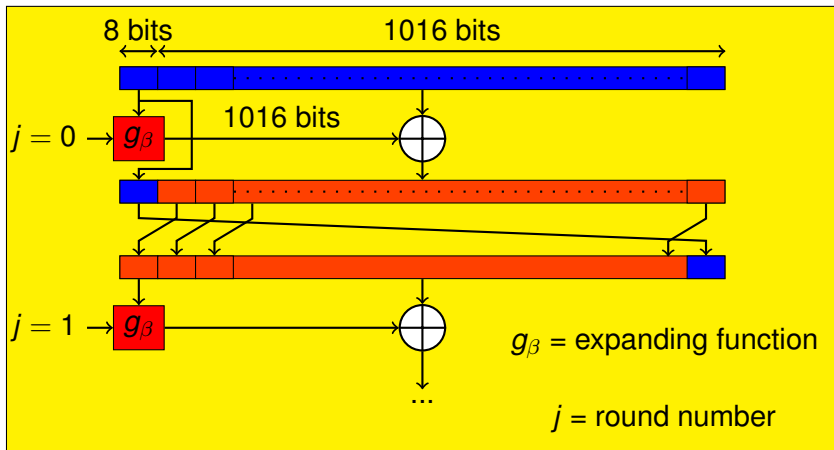 8 bits
1016 bits
1016 bits
j = 0
gβ
j = 1
gβ
gβ = expanding function
...
j = round number